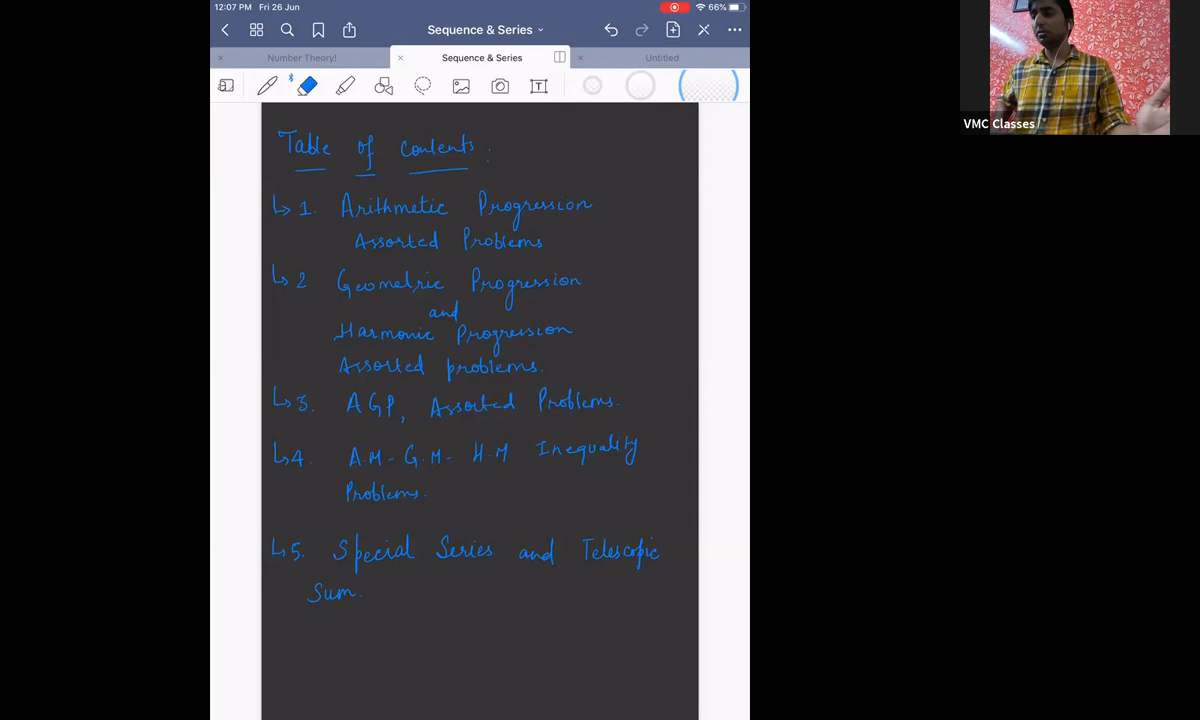 12:07 PM Fri 26 Jun
66%
Sequence & Series
Number Theory!
Sequence & Series
Untitled
T
VMC Classes
Table of Contents :
↳ 1. Arithmetic Progression
Assorted Problems
↳ 2. Geometric Progression
and
Harmonic Progression
Assorted problems.
↳ 3. AGP, Assorted Problems.
↳ 4. A.M - G.M - H.M Inequality
Problems.
↳ 5. Special Series and Telescopic
Sum.